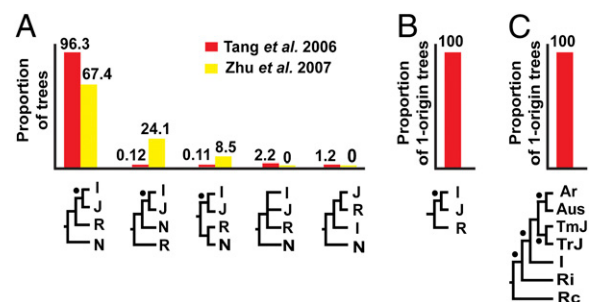 A
B
C
Proportion of trees
96.3
67.4
0.12
24.1
0.11
8.5
2.2
0
1.2
0
Tang et al. 2006
Zhu et al. 2007
I
J
R
N
I
J
N
R
I
J
R
N
I
J
R
N
J
R
I
N
Proportion of 1-origin trees
100
I
J
R
Proportion of 1-origin trees
100
Ar
Aus
TmJ
TrJ
I
Ri
Rc